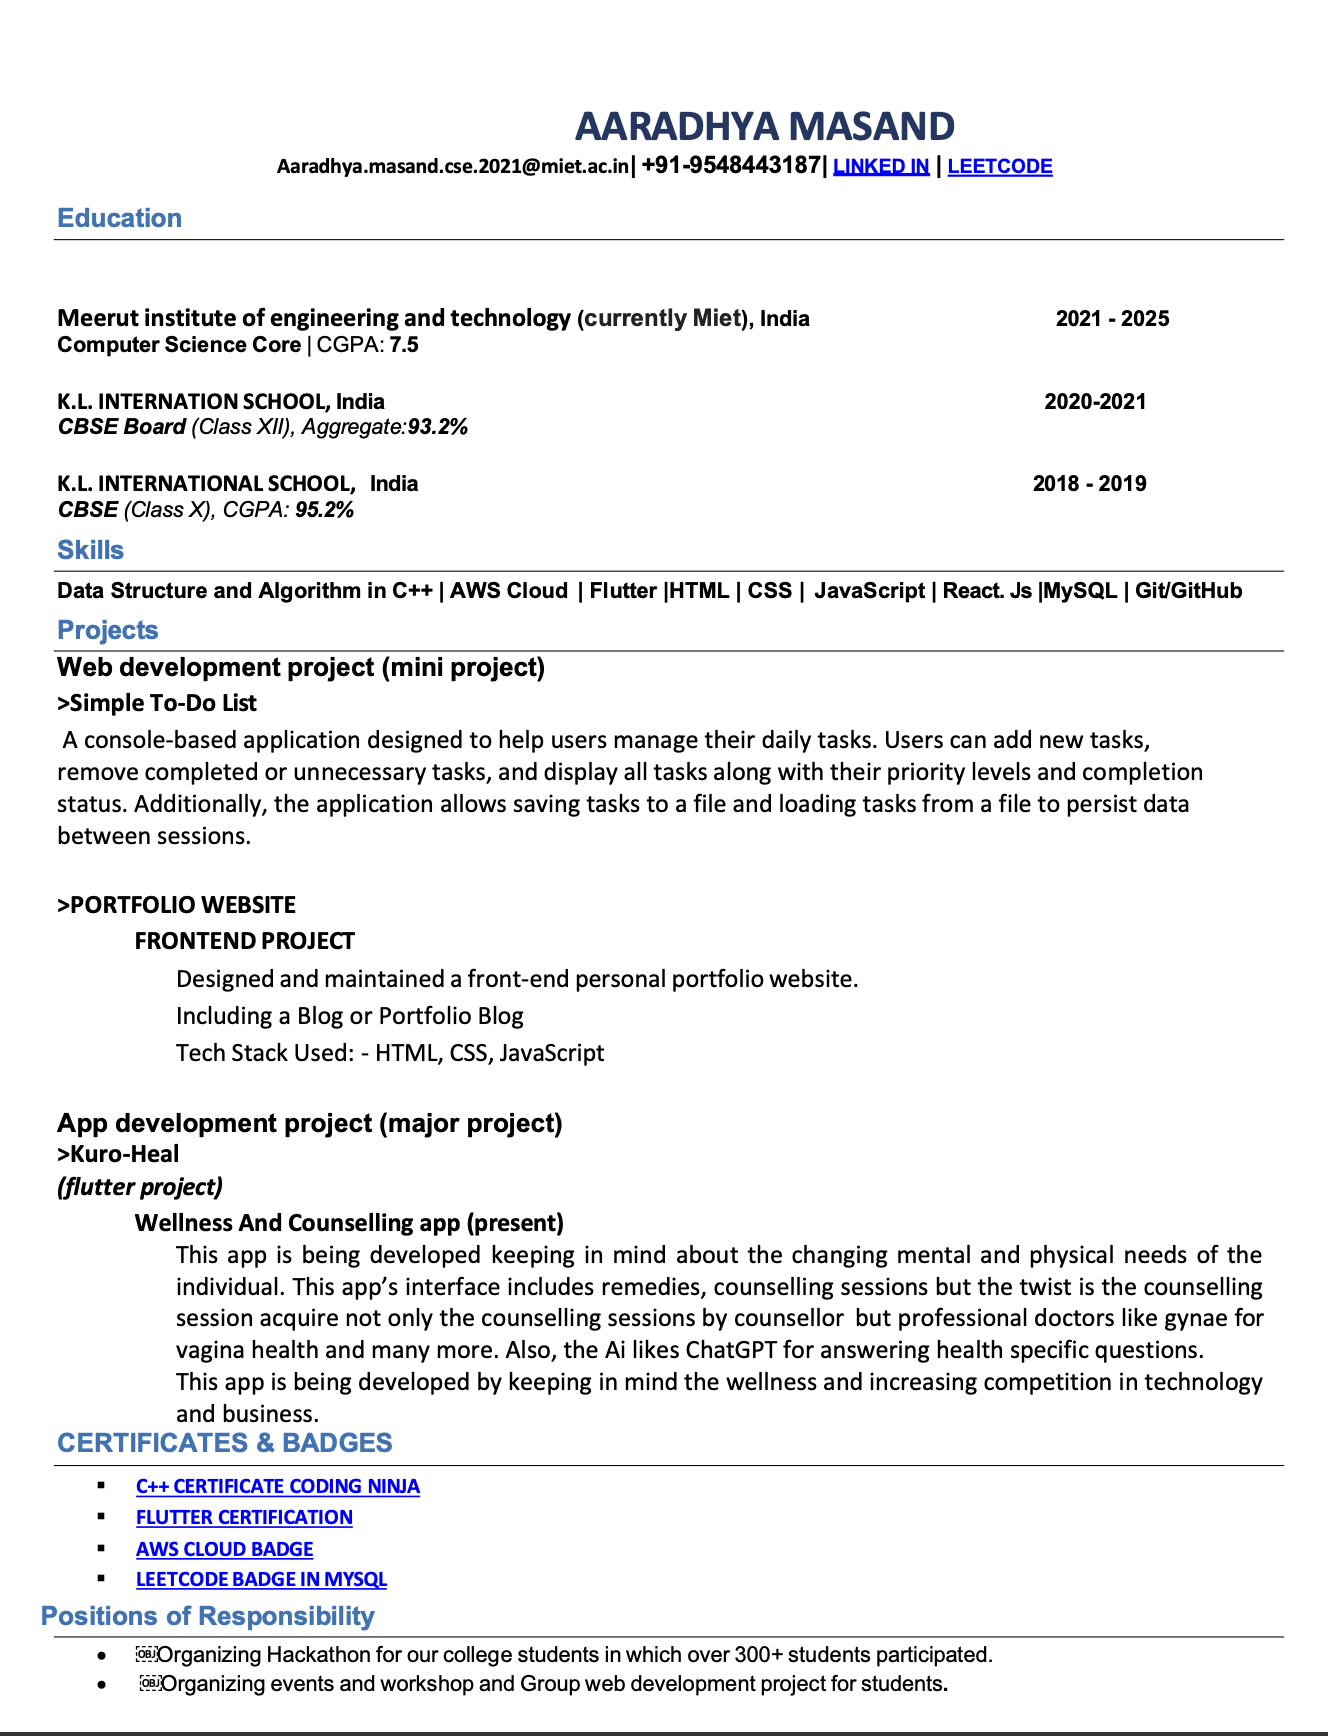 AARADHYA MASAND
Aaradhya.masand.cse.2021@miet.ac.in| +91-9548443187| LINKED IN | LEETCODE
Education
Meerut institute of engineering and technology (currently Miet), India 2021 - 2025
Computer Science Core | CGPA: 7.5
K.L. INTERNATION SCHOOL, India 2020-2021
CBSE Board (Class XII), Aggregate:93.2%
K.L. INTERNATIONAL SCHOOL, India 2018 - 2019
CBSE (Class X), CGPA: 95.2%
Skills
Data Structure and Algorithm in C++ | AWS Cloud | Flutter |HTML | CSS | JavaScript | React. Js |MySQL | Git/GitHub
Projects
Web development project (mini project)
>Simple To-Do List
A console-based application designed to help users manage their daily tasks. Users can add new tasks,
remove completed or unnecessary tasks, and display all tasks along with their priority levels and completion
status. Additionally, the application allows saving tasks to a file and loading tasks from a file to persist data
between sessions.
>PORTFOLIO WEBSITE
FRONTEND PROJECT
Designed and maintained a front-end personal portfolio website.
Including a Blog or Portfolio Blog
Tech Stack Used: - HTML, CSS, JavaScript
App development project (major project)
>Kuro-Heal
(flutter project)
Wellness And Counselling app (present)
This app is being developed keeping in mind about the changing mental and physical needs of the
individual. This app’s interface includes remedies, counselling sessions but the twist is the counselling
session acquire not only the counselling sessions by counsellor but professional doctors like gynae for
vagina health and many more. Also, the Ai likes ChatGPT for answering health specific questions.
This app is being developed by keeping in mind the wellness and increasing competition in technology
and business.
CERTIFICATES & BADGES
▪ C++ CERTIFICATE CODING NINJA
▪ FLUTTER CERTIFICATION
▪ AWS CLOUD BADGE
▪ LEETCODE BADGE IN MYSQL
Positions of Responsibility
• ￼Organizing Hackathon for our college students in which over 300+ students participated.
• ￼Organizing events and workshop and Group web development project for students.